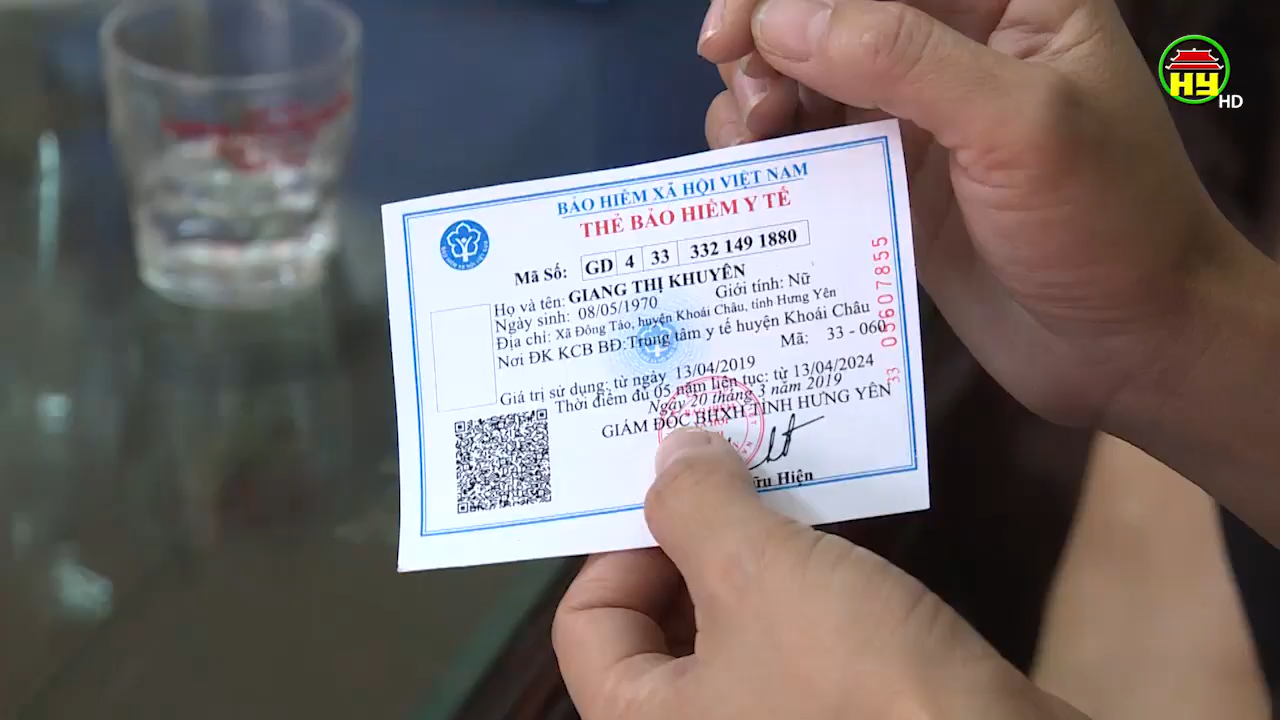 HY
HD
BẢO HIỂM XÃ HỘI VIỆT NAM
THẺ BẢO HIỂM Y TẾ
Mã Số: GD 4 33 332 149 1880
Họ và tên: GIANG THỊ KHUYÊN
Ngày sinh: 08/05/1970 Giới tính: Nữ
Địa chỉ: Xã Đông Tảo, huyện Khoái Châu, tỉnh Hưng Yên
Nơi ĐK KCB BĐ:Trung tâm y tế huyện Khoái Châu
Mã: 33 - 060
Giá trị sử dụng: từ ngày 13/04/2019
Thời điểm đủ 05 năm liên tục: từ 13/04/2024
Ngày 20 tháng 3 năm 2019
GIÁM ĐỐC BHXH TỈNH HƯNG YÊN
Hiện
33 05607855